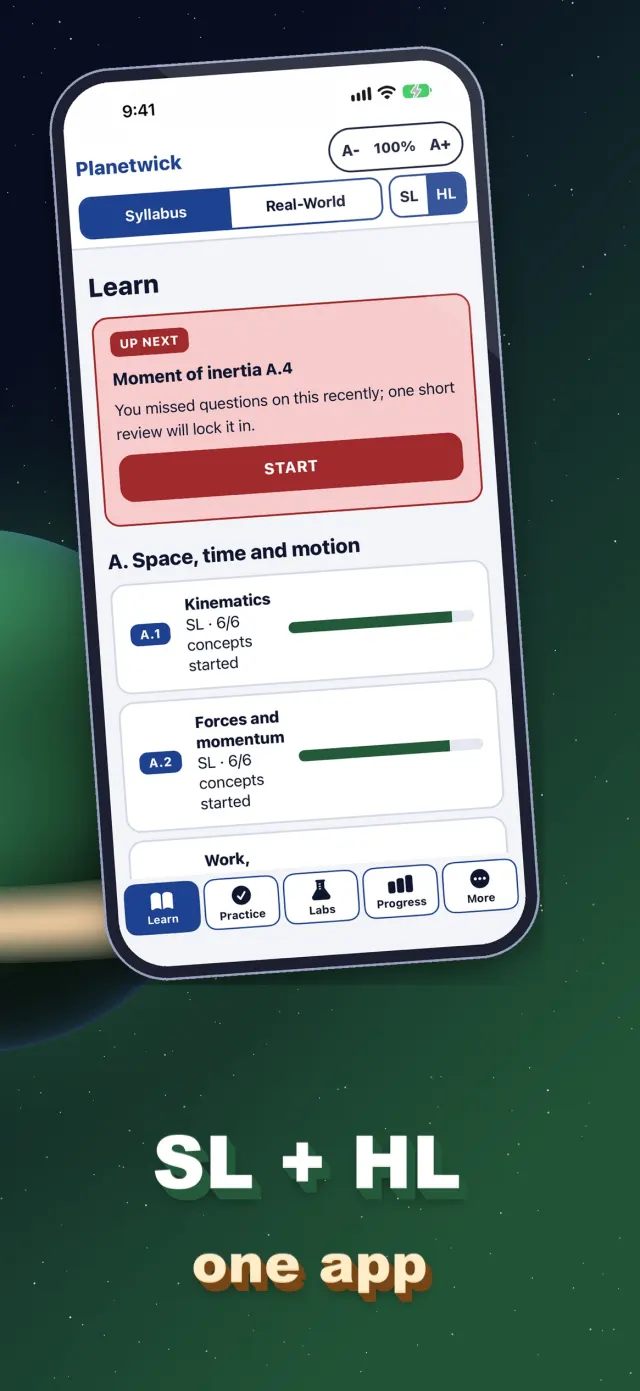 9:41
Planetwick
A- 100% A+
Syllabus
Real-World
SL
HL
Learn
UP NEXT
Moment of inertia A.4
You missed questions on this recently; one short
review will lock it in.
START
A. Space, time and motion
A.1
Kinematics
SL · 6/6
concepts
started
A.2
Forces and
momentum
SL · 6/6
concepts
started
Work,
Learn
Practice
Labs
Progress
More
SL + HL
one app